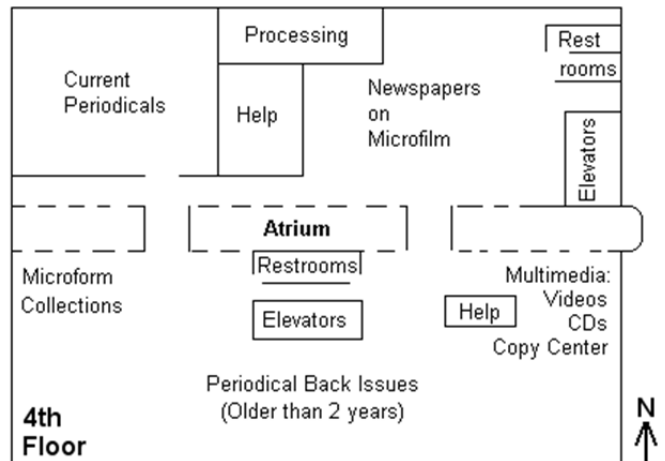 Processing
Rest
rooms
Current
Periodicals
Help
Newspapers
on
Microfilm
Elevators
Atrium
Restrooms
Microform
Collections
Elevators
Help
Multimedia:
Videos
CDs
Copy Center
Periodical Back Issues
(Older than 2 years)
4th
Floor
N